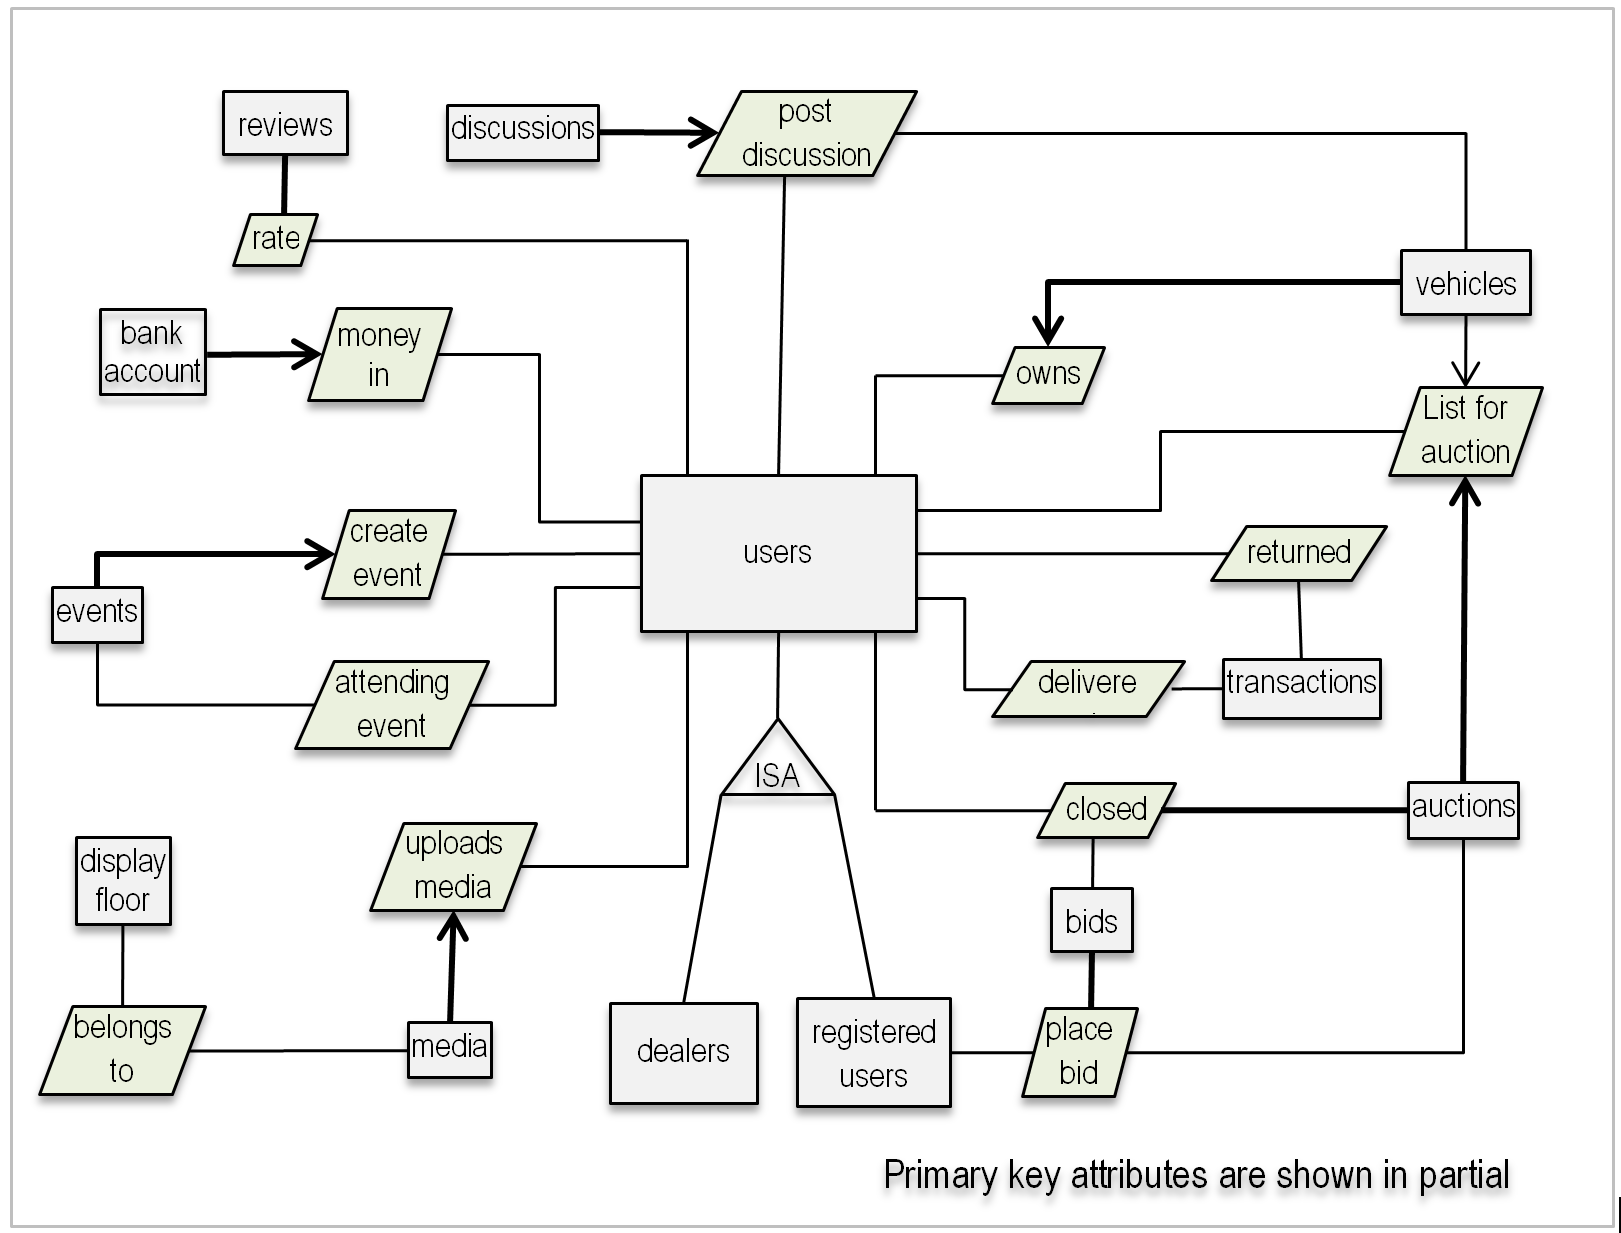 reviews
discussions
post
discussion
rate
vehicles
bank
account
money
in
owns
List for
auction
create
event
users
returned
events
attending
event
delivere
transactions
ISA
closed
auctions
display
floor
uploads
media
bids
belongs
to
media
dealers
registered
users
place
bid
Primary key attributes are shown in partial